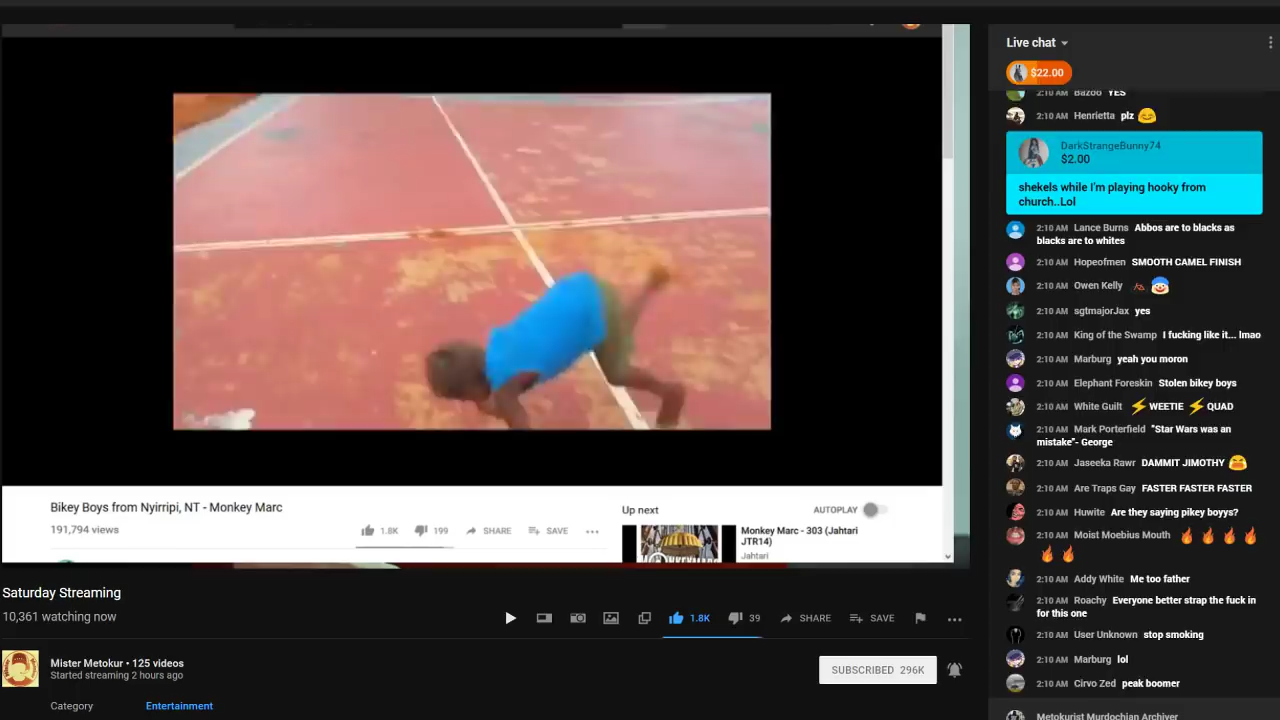 Bikey Boys from Nyirripi, NT - Monkey Marc
191,794 views
1.8K
199
SHARE
SAVE
Up next
AUTOPLAY
Monkey Marc - 303 (Jahtari
JTR14)
Jahtari
Saturday Streaming
10,361 watching now
1.8K
39
SHARE
SAVE
Mister Metokur • 125 videos
Started streaming 2 hours ago
SUBSCRIBED 296K
Category
Entertainment
Live chat
$22.00
2:10 AM Bazoo YES
2:10 AM Henrietta plz 😊
DarkStrangeBunny74
$2.00
shekels while I'm playing hooky from
church..Lol
2:10 AM Lance Burns Abbos are to blacks as
blacks are to whites
2:10 AM Hopeofmen SMOOTH CAMEL FINISH
2:10 AM Owen Kelly 🤡
2:10 AM sgtmajorJax yes
2:10 AM King of the Swamp I fucking like it... lmao
2:10 AM Marburg yeah you moron
2:10 AM Elephant Foreskin Stolen bikey boys
2:10 AM White Guilt ⚡WEETIE ⚡QUAD
2:10 AM Mark Porterfield "Star Wars was an
mistake"- George
2:10 AM Jaseeka Rawr DAMMIT JIMOTHY 😫
2:10 AM Are Traps Gay FASTER FASTER FASTER
2:10 AM Huwite Are they saying pikey boyys?
2:10 AM Moist Moebius Mouth 🔥 🔥 🔥 🔥
🔥 🔥
2:10 AM Addy White Me too father
2:10 AM Roachy Everyone better strap the fuck in
for this one
2:10 AM User Unknown stop smoking
2:10 AM Marburg lol
2:10 AM Cirvo Zed peak boomer
Metokurist Murdochian Archiver